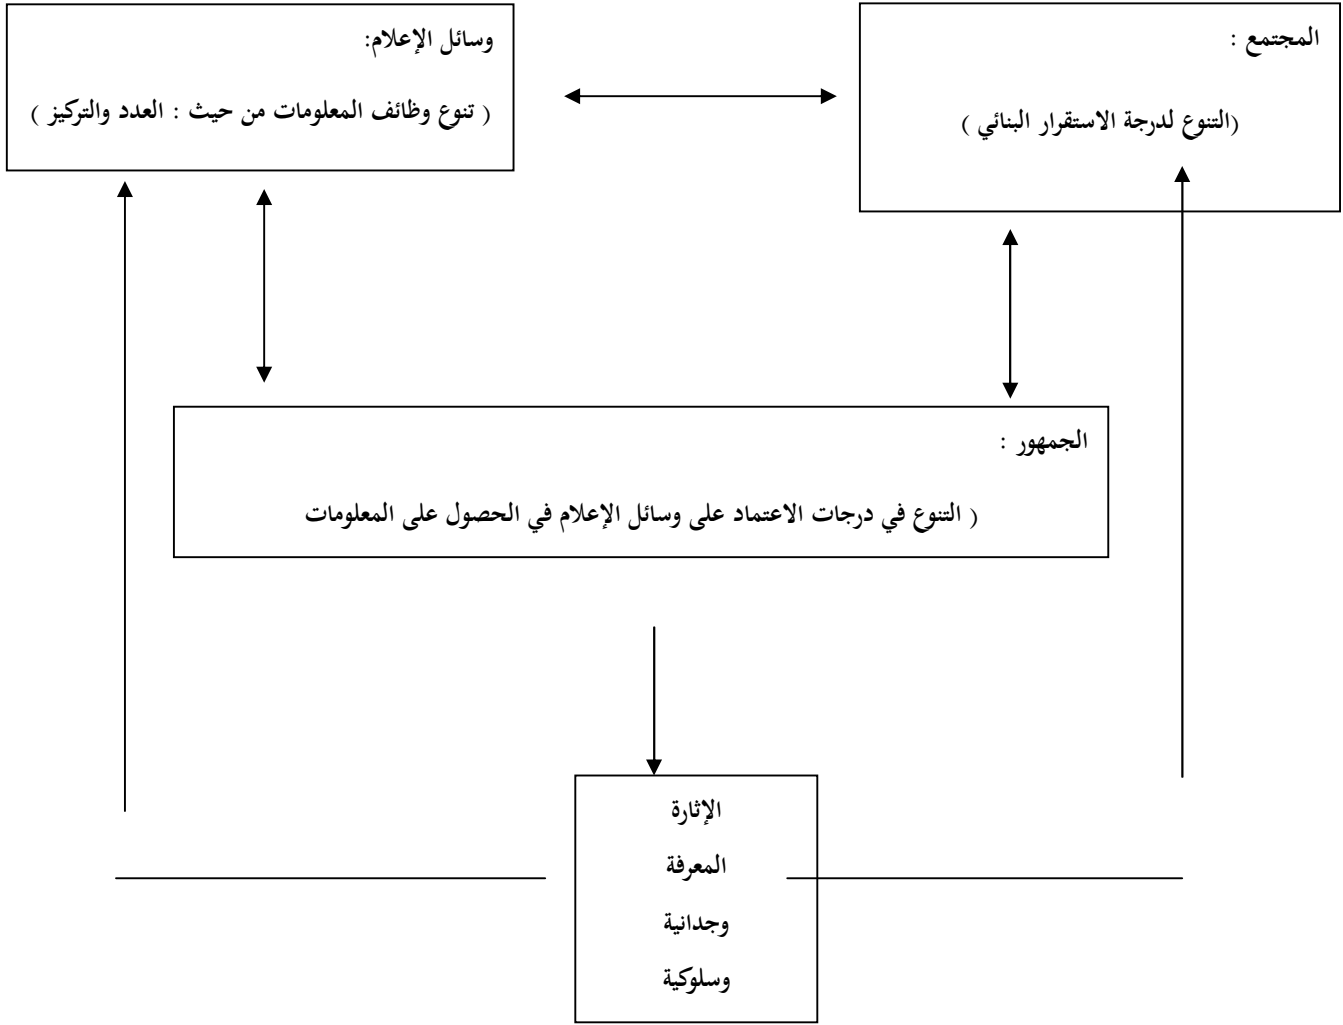 المجتمع :
(التنوع لدرجة الاستقرار البنائي )
وسائل الإعلام:
( تنوع وظائف المعلومات من حيث : العدد والتركيز )
الجمهور :
( التنوع في درجات الاعتماد على وسائل الإعلام في الحصول على المعلومات
الإثارة
المعرفة
وجدانية
وسلوكية